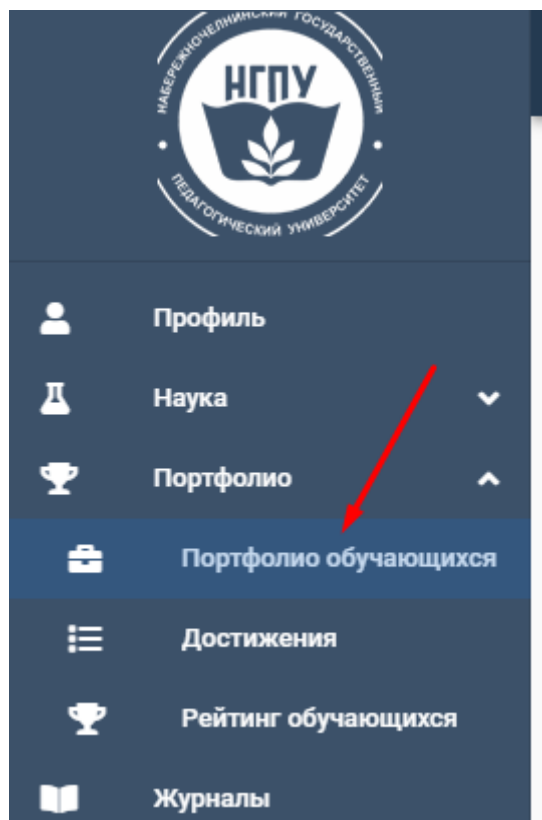 НАБЕРЕЖНОЧЕЛНИНСКИЙ ГОСУДАРСТВЕННЫЙ
НГПУ
ПЕДАГОГИЧЕСКИЙ УНИВЕРСИТЕТ
Профиль
Наука
Портфолио
Портфолио обучающихся
Достижения
Рейтинг обучающихся
Журналы